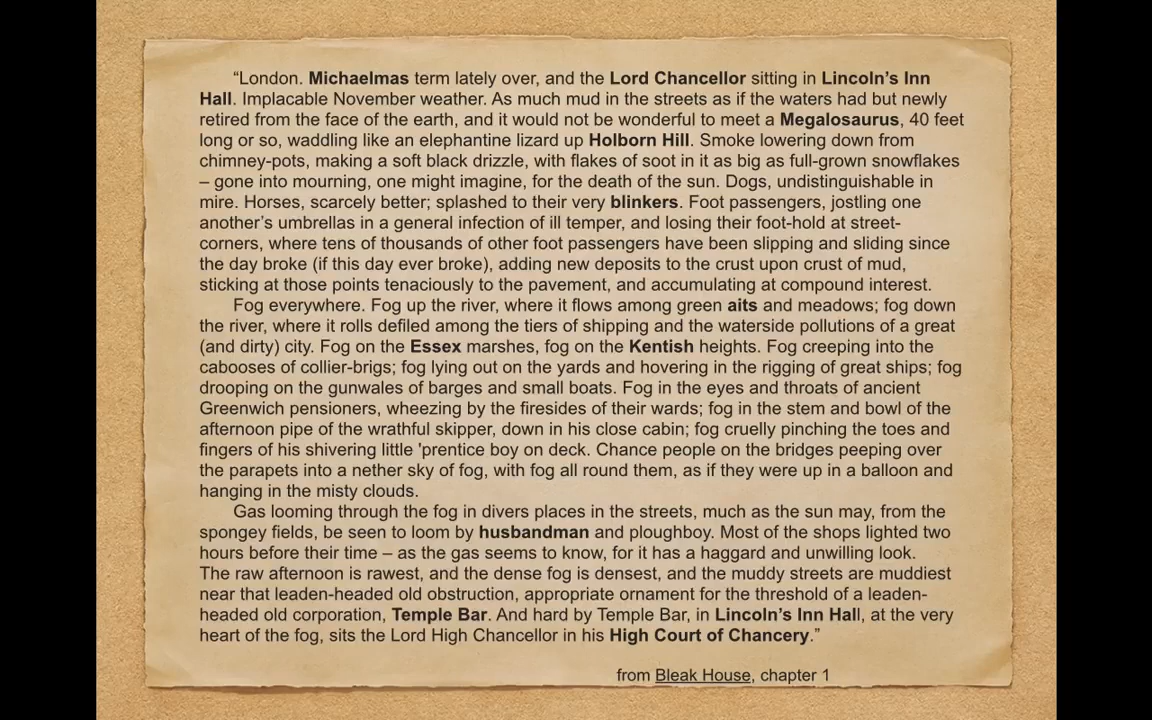 “London. Michaelmas term lately over, and the Lord Chancellor sitting in Lincoln’s Inn
Hall. Implacable November weather. As much mud in the streets as if the waters had but newly
retired from the face of the earth, and it would not be wonderful to meet a Megalosaurus, 40 feet
long or so, waddling like an elephantine lizard up Holborn Hill. Smoke lowering down from
chimney-pots, making a soft black drizzle, with flakes of soot in it as big as full-grown snowflakes
– gone into mourning, one might imagine, for the death of the sun. Dogs, undistinguishable in
mire. Horses, scarcely better; splashed to their very blinkers. Foot passengers, jostling one
another’s umbrellas in a general infection of ill temper, and losing their foot-hold at street-
corners, where tens of thousands of other foot passengers have been slipping and sliding since
the day broke (if this day ever broke), adding new deposits to the crust upon crust of mud,
sticking at those points tenaciously to the pavement, and accumulating at compound interest.
Fog everywhere. Fog up the river, where it flows among green aits and meadows; fog down
the river, where it rolls defiled among the tiers of shipping and the waterside pollutions of a great
(and dirty) city. Fog on the Essex marshes, fog on the Kentish heights. Fog creeping into the
cabooses of collier-brigs; fog lying out on the yards and hovering in the rigging of great ships; fog
drooping on the gunwales of barges and small boats. Fog in the eyes and throats of ancient
Greenwich pensioners, wheezing by the firesides of their wards; fog in the stem and bowl of the
afternoon pipe of the wrathful skipper, down in his close cabin; fog cruelly pinching the toes and
fingers of his shivering little 'prentice boy on deck. Chance people on the bridges peeping over
the parapets into a nether sky of fog, with fog all round them, as if they were up in a balloon and
hanging in the misty clouds.
Gas looming through the fog in divers places in the streets, much as the sun may, from the
spongey fields, be seen to loom by husbandman and ploughboy. Most of the shops lighted two
hours before their time – as the gas seems to know, for it has a haggard and unwilling look.
The raw afternoon is rawest, and the dense fog is densest, and the muddy streets are muddiest
near that leaden-headed old obstruction, appropriate ornament for the threshold of a leaden-
headed old corporation, Temple Bar. And hard by Temple Bar, in Lincoln’s Inn Hall, at the very
heart of the fog, sits the Lord High Chancellor in his High Court of Chancery.”
from Bleak House, chapter 1